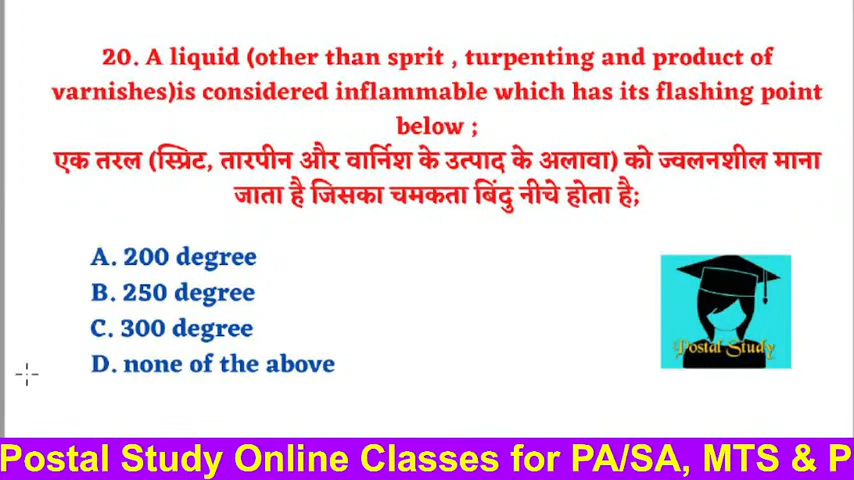 20. A liquid (other than sprit , turpenting and product of
varnishes)is considered inflammable which has its flashing point
below ;
एक तरल (स्प्रिट, तारपीन और वार्निश के उत्पाद के अलावा) को ज्वलनशील माना
जाता है जिसका चमकता बिंदु नीचे होता है;
A. 200 degree
B. 250 degree
C. 300 degree
D. none of the above
Postal Study
Postal Study Online Classes for PA/SA, MTS & P